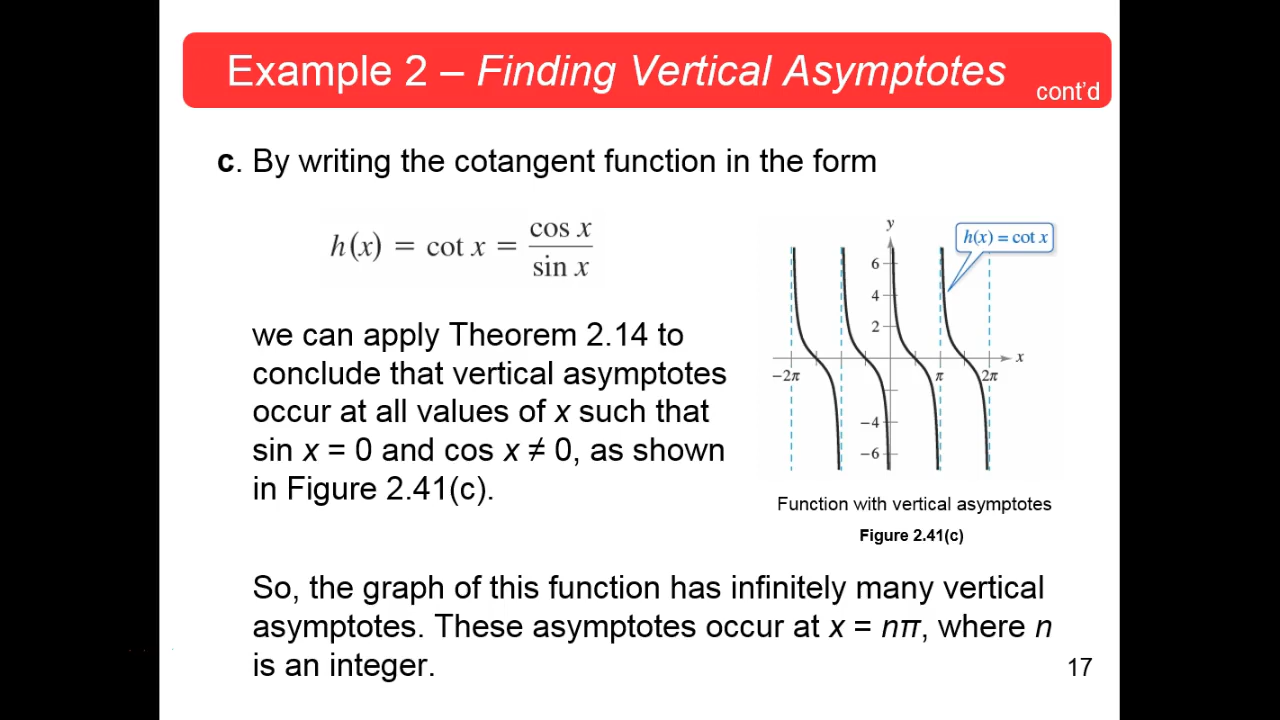 Example 2 – Finding Vertical Asymptotes
cont'd
c. By writing the cotangent function in the form
h(x) = cot x = cos x / sin x
we can apply Theorem 2.14 to
conclude that vertical asymptotes
occur at all values of x such that
sin x = 0 and cos x ≠ 0, as shown
in Figure 2.41(c).
y
h(x) = cot x
6
4
2
x
−2π
π
2π
−4
−6
Function with vertical asymptotes
Figure 2.41(c)
So, the graph of this function has infinitely many vertical
asymptotes. These asymptotes occur at x = nπ, where n
is an integer.
17